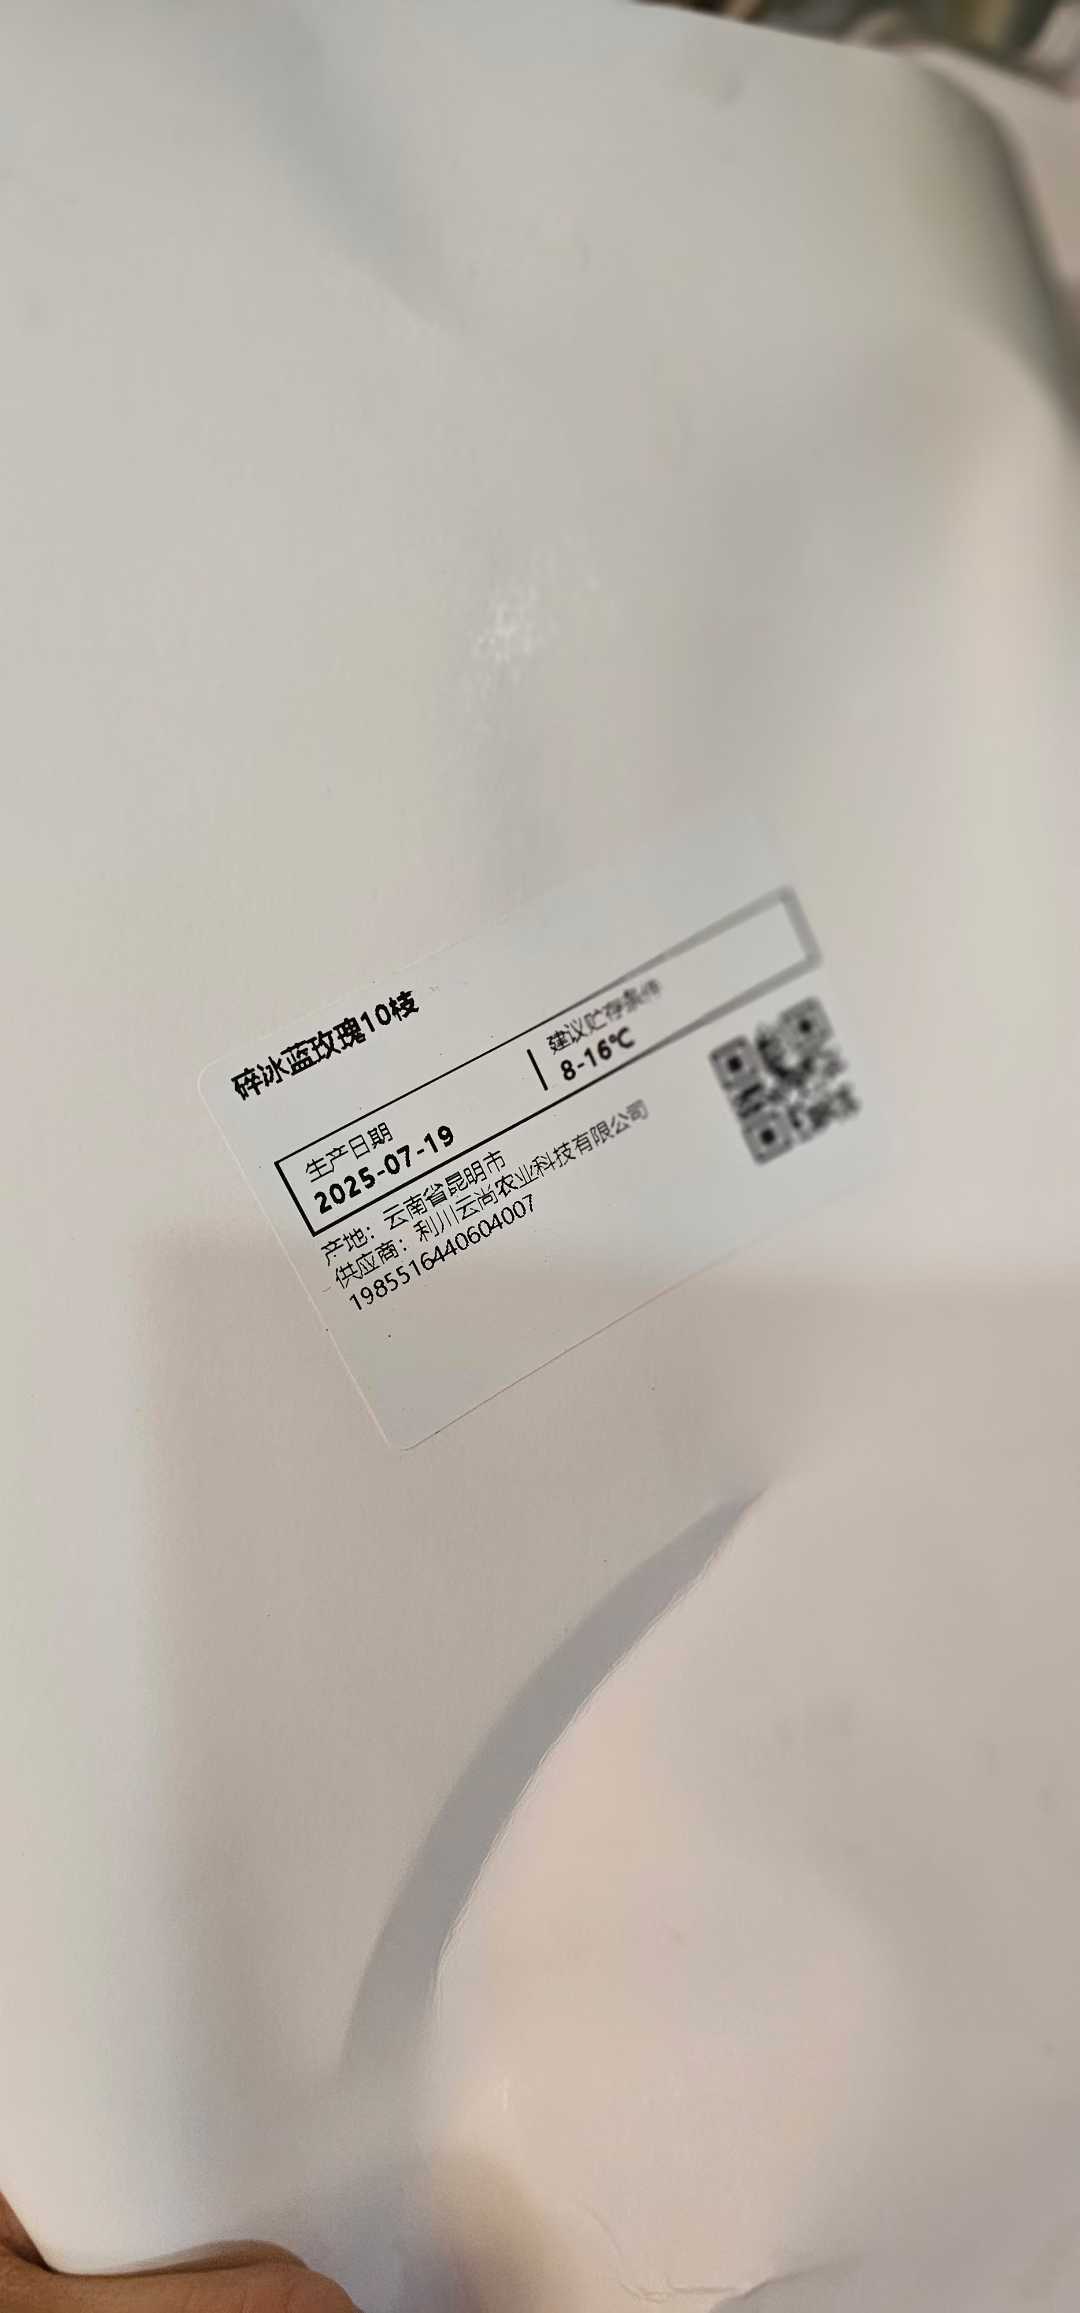 碎冰蓝玫瑰10枝
生产日期
2025-07-19
建议贮存条件
8-16℃
产地：云南省昆明市
供应商：利川云尚农业科技有限公司
1985516440604007